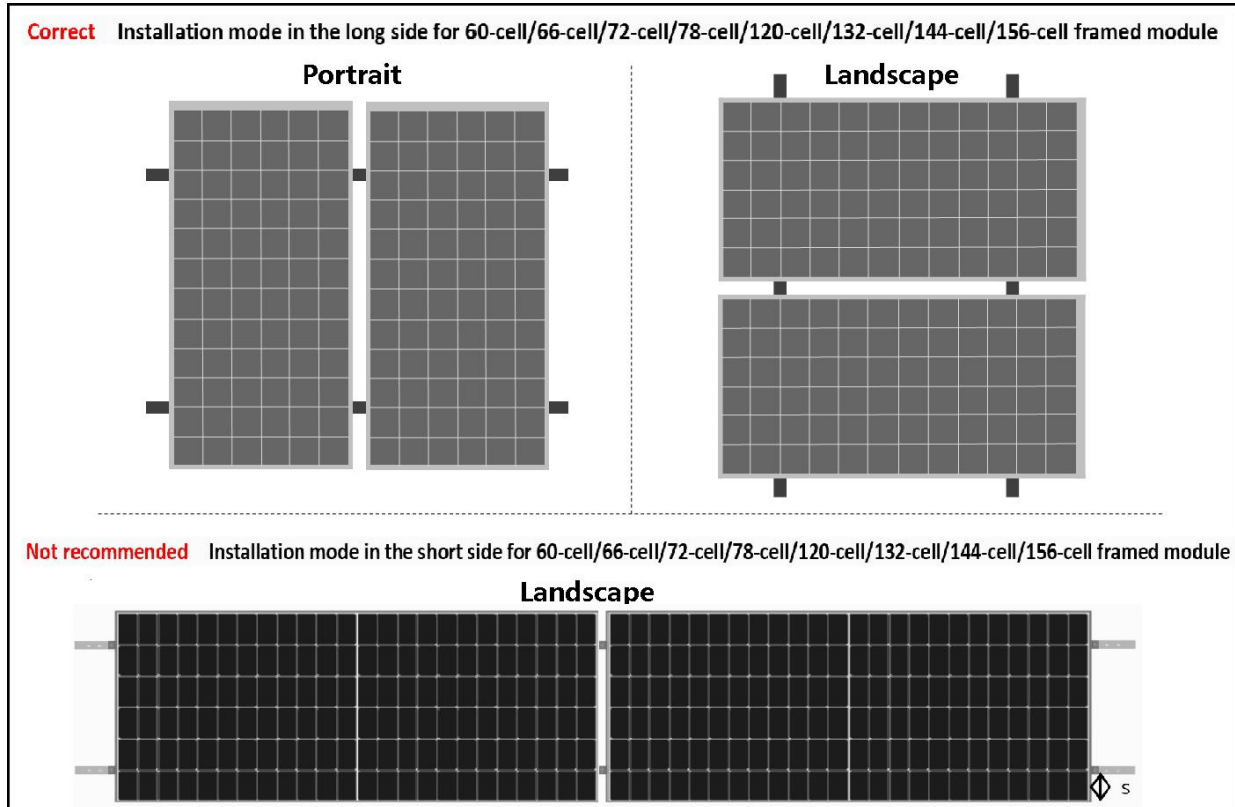 Correct Installation mode in the long side for 60-cell/66-cell/72-cell/78-cell/120-cell/132-cell/144-cell/156-cell framed module
Portrait
Landscape
Not recommended Installation mode in the short side for 60-cell/66-cell/72-cell/78-cell/120-cell/132-cell/144-cell/156-cell framed module
Landscape
s